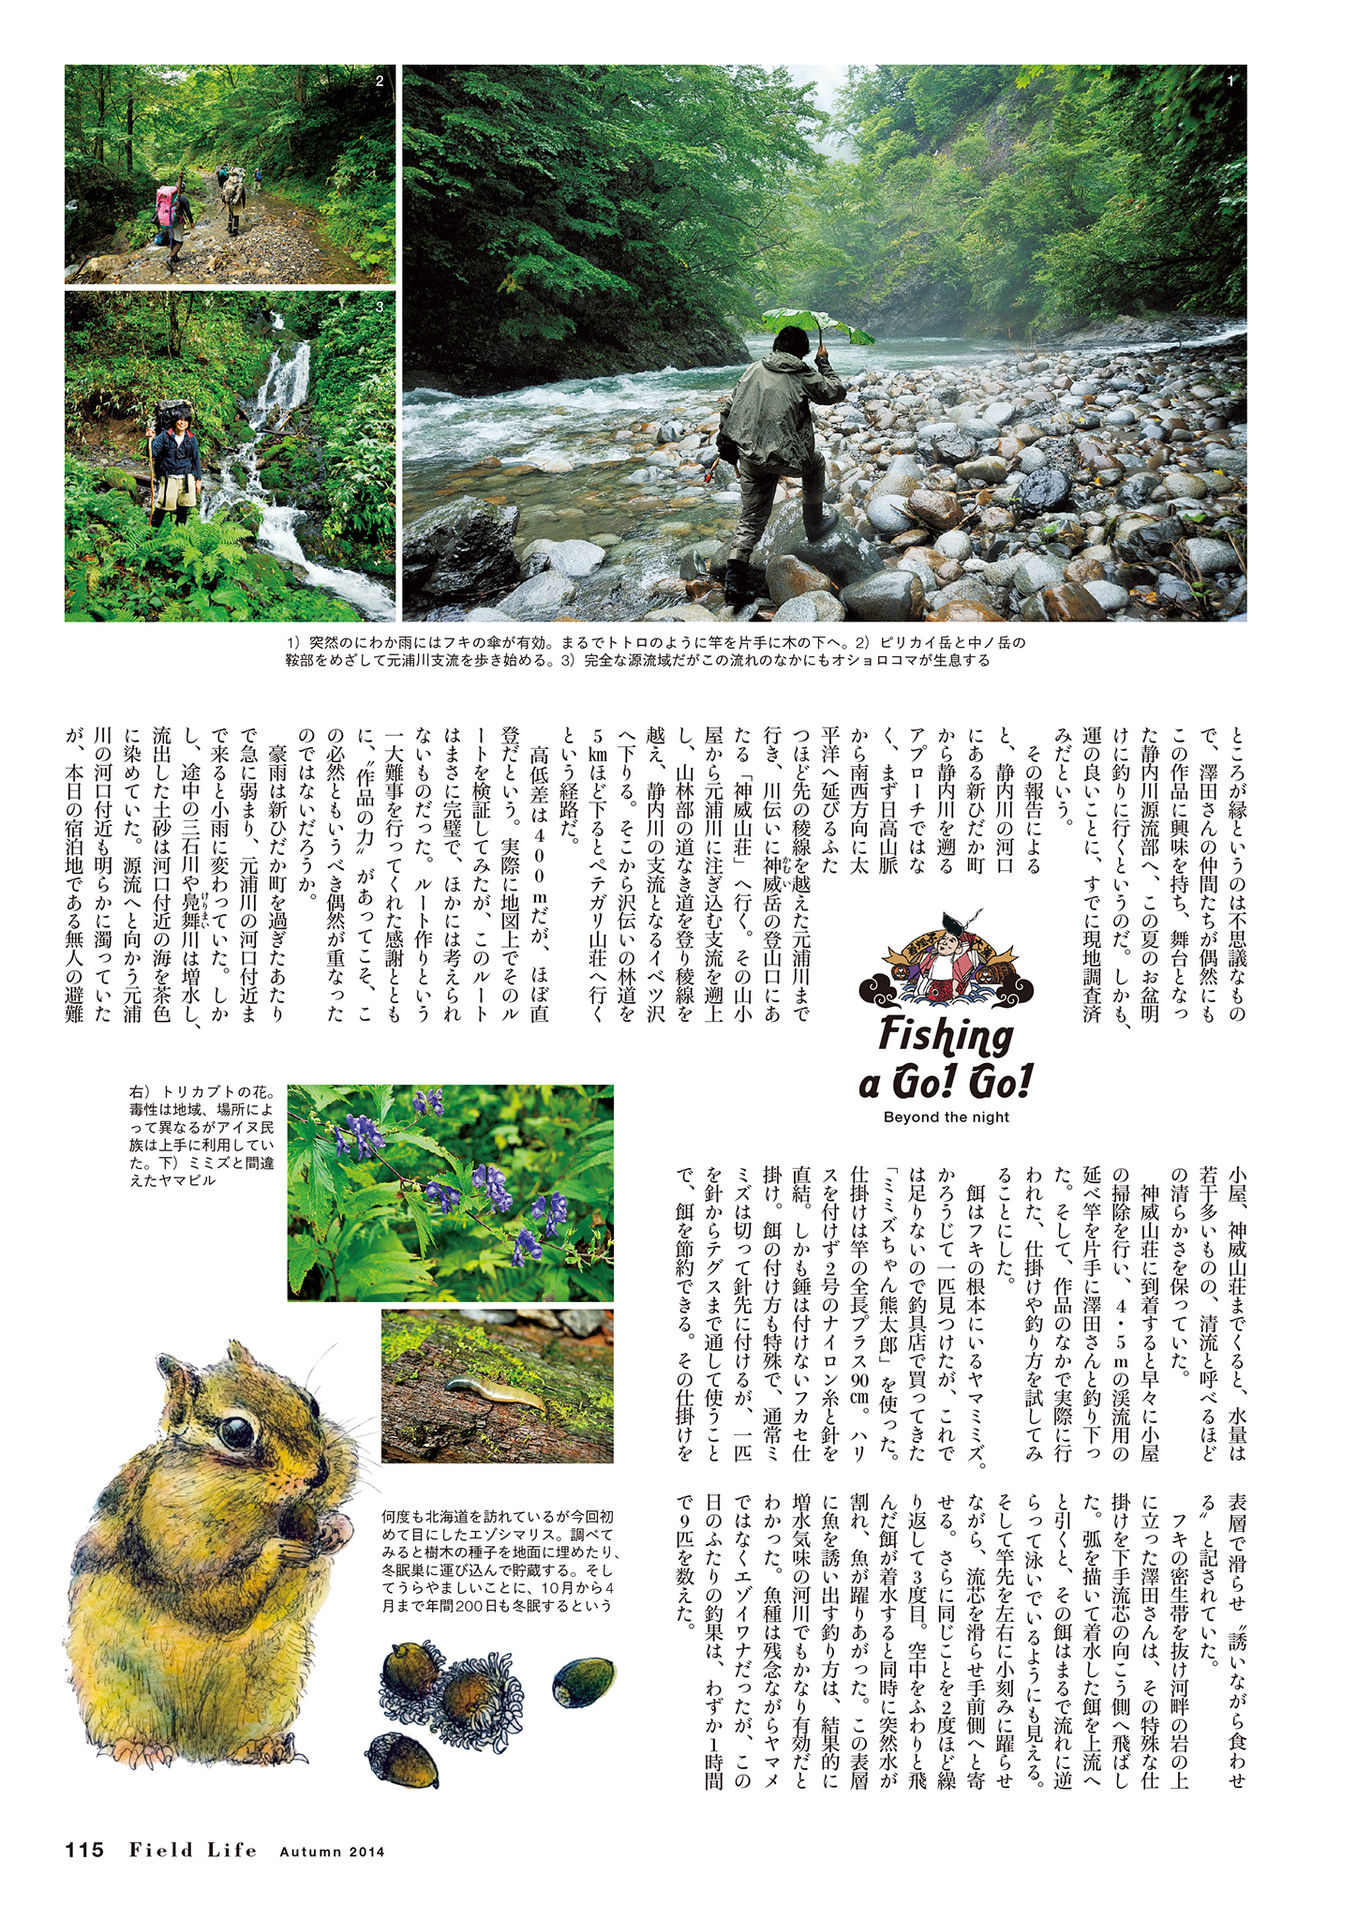 2
1
3
1）突然のにわか雨にはフキの傘が有効。まるでトトロのように竿を片手に木の下へ。2）ピリカイ岳と中ノ岳の
鞍部をめざして元浦川支流を歩き始める。3）完全な源流域だがこの流れのなかにもオショロコマが生息する
ところが縁というのは不思議なもの
で、澤田さんの仲間たちが偶然にも
この作品に興味を持ち、舞台となっ
た静内川源流部へ、この夏のお盆明
けに釣りに行くというのだ。しかも、
運の良いことに、すでに現地調査済
みだという。
その報告による
と、静内川の河口
にある新ひだか町
から静内川を遡る
アプローチではな
く、まず日高山脈
から南西方向に太
平洋へ延びるふた
つほど先の稜線を越えた元浦川まで
行き、川伝いに神威岳の登山口にあ
たる「神威山荘」へ行く。その山小
屋から元浦川に注ぎ込む支流を遡上
し、山林部の道なき道を登り稜線を
越え、静内川の支流となるイベツ沢
へ下りる。そこから沢伝いの林道を
5㎞ほど下るとペテガリ山荘へ行く
という経路だ。
高低差は400mだが、ほぼ直
登だという。実際に地図上でそのル
ートを検証してみたが、このルート
はまさに完璧で、ほかには考えられ
ないものだった。ルート作りという
一大難事を行ってくれた感謝ととも
に、〝作品の力〟があってこそ、こ
の必然ともいうべき偶然が重なった
のではないだろうか。
豪雨は新ひだか町を過ぎたあたり
で急に弱まり、元浦川の河口付近ま
で来ると小雨に変わっていた。しか
し、途中の三石川や鳧舞川は増水し、
流出した土砂は河口付近の海を茶色
に染めていた。源流へと向かう元浦
川の河口付近も明らかに濁っていた
が、本日の宿泊地である無人の避難
かむい
けりまい
Fishing
a Go! Go!
Beyond the night
小屋、神威山荘までくると、水量は
若干多いものの、清流と呼べるほど
の清らかさを保っていた。
神威山荘に到着すると早々に小屋
の掃除を行い、4・5mの渓流用の
延べ竿を片手に澤田さんと釣り下っ
た。そして、作品のなかで実際に行
われた、仕掛けや釣り方を試してみ
ることにした。
餌はフキの根本にいるヤマミミズ。
かろうじて一匹見つけたが、これで
は足りないので釣具店で買ってきた
「ミミズちゃん熊太郎」を使った。
仕掛けは竿の全長プラス90㎝。ハリ
スを付けず2号のナイロン糸と針を
直結。しかも錘は付けないフカセ仕
掛け。餌の付け方も特殊で、通常ミ
ミズは切って針先に付けるが、一匹
を針からテグスまで通して使うこと
で、餌を節約できる。その仕掛けを
表層で滑らせ〝誘いながら食わせ
る〟と記されていた。
フキの密生帯を抜け河畔の岩の上
に立った澤田さんは、その特殊な仕
掛けを下手流芯の向こう側へ飛ばし
た。弧を描いて着水した餌を上流へ
と引くと、その餌はまるで流れに逆
らって泳いでいるようにも見える。
そして竿先を左右に小刻みに躍らせ
ながら、流芯を滑らせ手前側へと寄
せる。さらに同じことを2度ほど繰
り返して3度目。空中をふわりと飛
んだ餌が着水すると同時に突然水が
割れ、魚が躍りあがった。この表層
に魚を誘い出す釣り方は、結果的に
増水気味の河川でもかなり有効だと
わかった。魚種は残念ながらヤマメ
ではなくエゾイワナだったが、この
日のふたりの釣果は、わずか1時間
で9匹を数えた。
右）トリカブトの花。
毒性は地域、場所によ
って異なるがアイヌ民
族は上手に利用してい
た。下）ミミズと間違
えたヤマビル
何度も北海道を訪れているが今回初
めて目にしたエゾシマリス。調べて
みると樹木の種子を地面に埋めたり、
冬眠巣に運び込んで貯蔵する。そし
てうらやましいことに、10月から4
月まで年間200日も冬眠するという
115 Field Life Autumn 2014